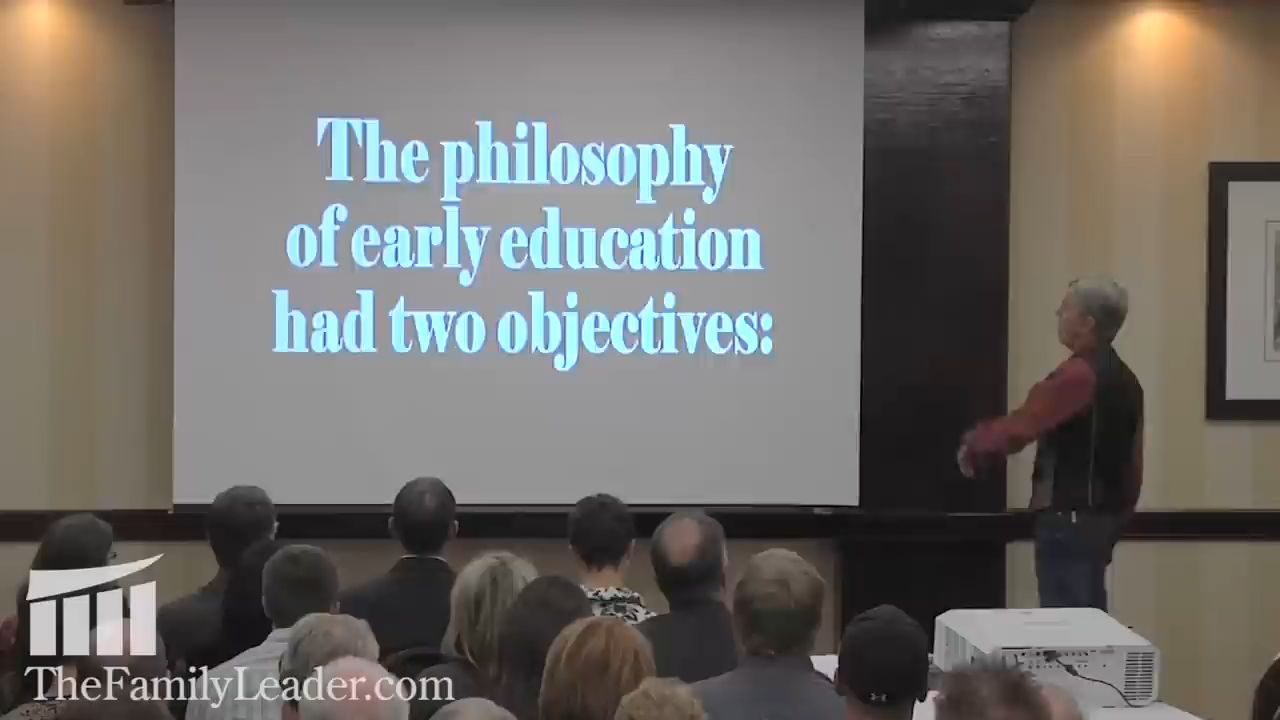 The philosophy
of early education
had two objectives:
TheFamilyLeader.com